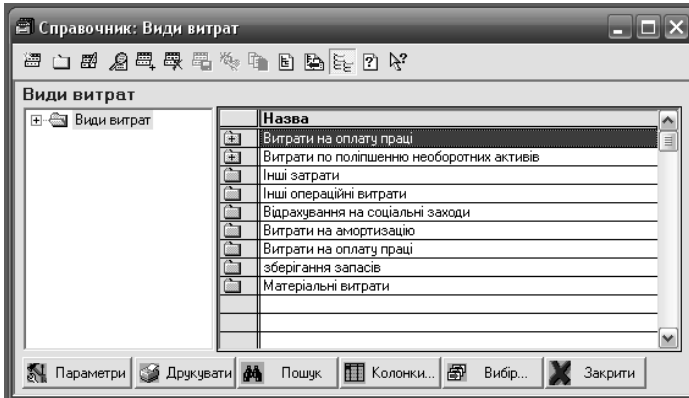 Справочник: Види витрат
Види витрат
Види витрат
Назва
Витрати на оплату праці
Витрати по поліпшенню необоротних активів
Інші затрати
Інші операційні витрати
Відрахування на соціальні заходи
Витрати на амортизацію
Витрати на оплату праці
зберігання запасів
Матеріальні витрати
Параметри Друкувати Пошук Колонки... Вибір... Закрити